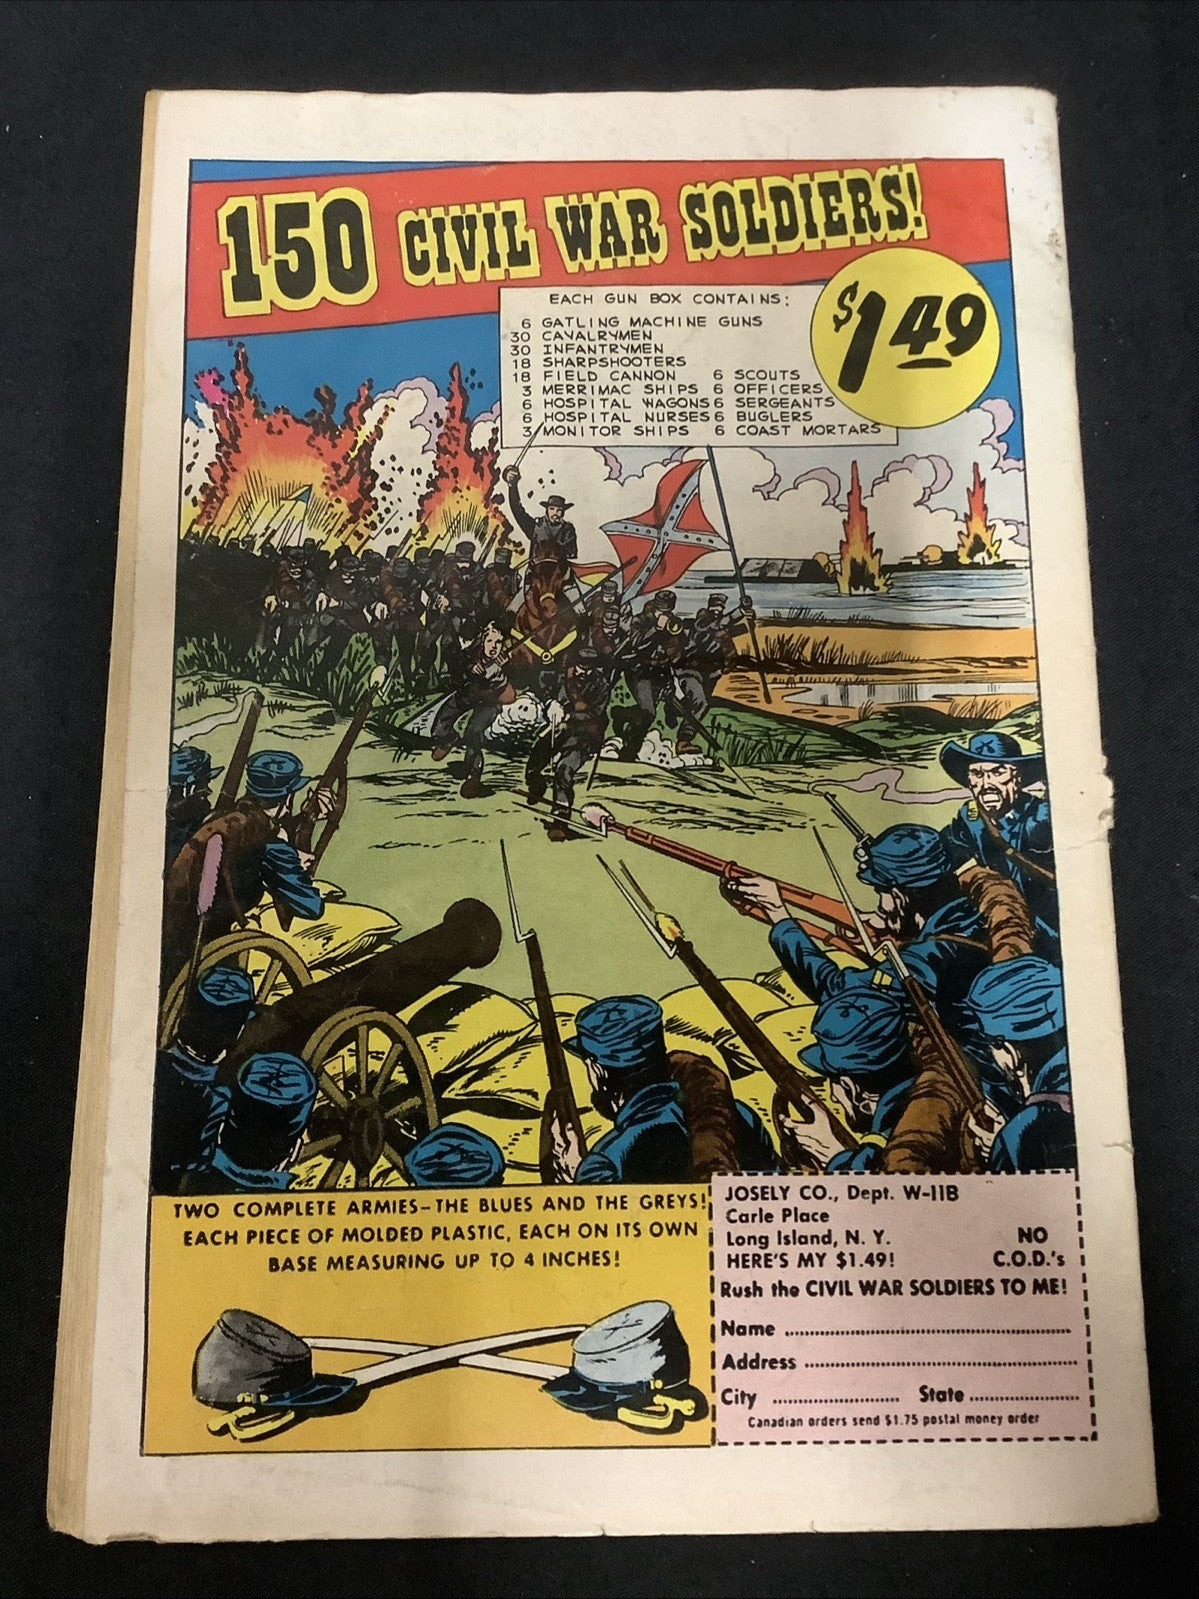 150 CIVIL WAR SOLDIERS!
$1.49
EACH GUN BOX CONTAINS:
6 GATLING MACHINE GUNS
30 CAVALRYMEN
30 INFANTRYMEN
18 SHARPSHOOTERS
18 FIELD CANNON 6 SCOUTS
3 MERRIMAC SHIPS 6 OFFICERS
6 HOSPITAL WAGONS 6 SERGEANTS
6 HOSPITAL NURSES 6 BUGLERS
3 MONITOR SHIPS 6 COAST MORTARS
TWO COMPLETE ARMIES-THE BLUES AND THE GREYS!
EACH PIECE OF MOLDED PLASTIC, EACH ON ITS OWN
BASE MEASURING UP TO 4 INCHES!
JOSELY CO., Dept. W-11B
Carle Place
Long Island, N. Y. NO
HERE'S MY $1.49! C.O.D.'s
Rush the CIVIL WAR SOLDIERS TO ME!
Name
Address
City State
Canadian orders send $1.75 postal money order